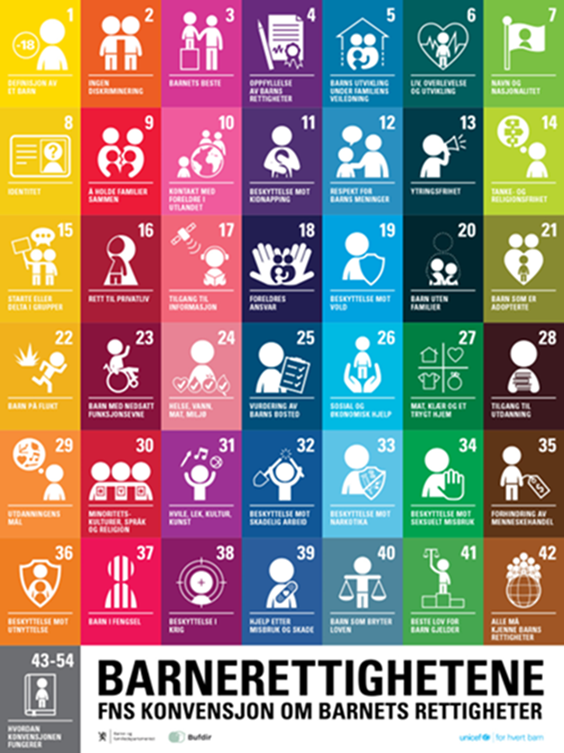 1
-18
DEFINISJON AV
ET BARN
2
INGEN
DISKRIMINERING
3
BARNETS BESTE
4
OPPFYLLELSE
AV BARNS
RETTIGHETER
5
BARNS UTVIKLING
UNDER FAMILIENS
VEILEDNING
6
LIV, OVERLEVELSE
OG UTVIKLING
7
NAVN OG
NASJONALITET
8
?
IDENTITET
9
Å HOLDE FAMILIER
SAMMEN
10
KONTAKT MED
FORELDRE I
UTLANDET
11
BESKYTTELSE MOT
KIDNAPPING
12
RESPEKT FOR
BARNS MENINGER
13
YTRINGSFRIHET
14
TANKE- OG
RELIGIONSFRIHET
15
STARTE ELLER
DELTA I GRUPPER
16
RETT TIL PRIVATLIV
17
TILGANG TIL
INFORMASJON
18
FORELDRES
ANSVAR
19
BESKYTTELSE MOT
VOLD
20
BARN UTEN
FAMILIER
21
BARN SOM ER
ADOPTERTE
22
BARN PÅ FLUKT
23
BARN MED NEDSATT
FUNKSJONSEVNE
24
HELSE, VANN,
MAT, MILJØ
25
VURDERING AV
BARNS BOSTED
26
SOSIAL OG
ØKONOMISK HJELP
27
MAT, KLÆR OG ET
TRYGT HJEM
28
TILGANG TIL
UTDANNING
29
UTDANNINGENS
MÅL
30
MINORITETS-
KULTURER, SPRÅK
OG RELIGION
31
HVILE, LEK, KULTUR,
KUNST
32
BESKYTTELSE MOT
SKADELIG ARBEID
33
BESKYTTELSE MOT
NARKOTIKA
34
BESKYTTELSE MOT
SEKSUELT MISBRUK
35
FORHINDRING AV
MENNESKEHANDEL
36
BESKYTTELSE MOT
UTNYTTELSE
37
BARN I FENGSEL
38
BESKYTTELSE I
KRIG
39
HJELP ETTER
MISBRUK OG SKADE
40
BARN SOM BRYTER
LOVEN
41
BESTE LOV FOR
BARN GJELDER
42
ALLE MÅ
KJENNE BARNS
RETTIGHETER
43-54
HVORDAN
KONVENSJONEN
FUNGERER
BARNERETTIGHETENE
FNS KONVENSJON OM BARNETS RETTIGHETER
Barne- og
familiedepartementet
Bufdir
unicef for hvert barn